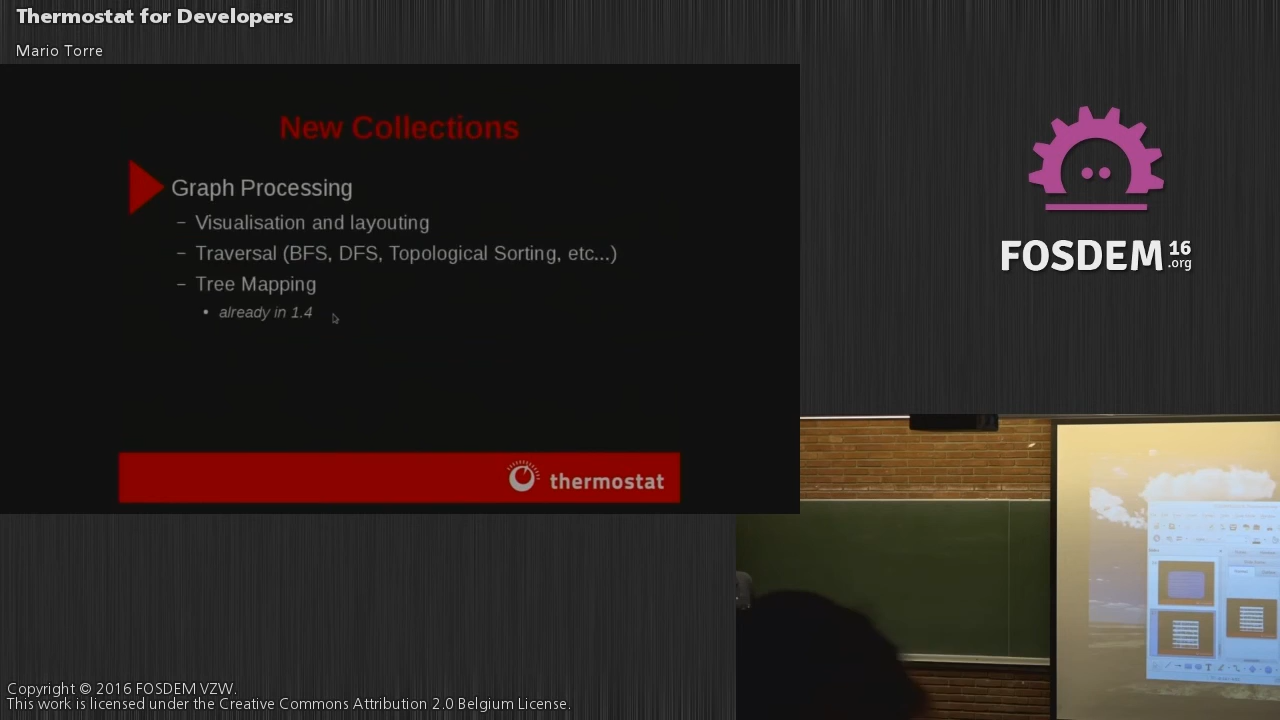 Thermostat for Developers
Mario Torre
New Collections
Graph Processing
– Visualisation and layouting
– Traversal (BFS, DFS, Topological Sorting, etc...)
– Tree Mapping
• already in 1.4
thermostat
FOSDEM 16 .org
Copyright © 2016 FOSDEM VZW.
This work is licensed under the Creative Commons Attribution 2.0 Belgium License.